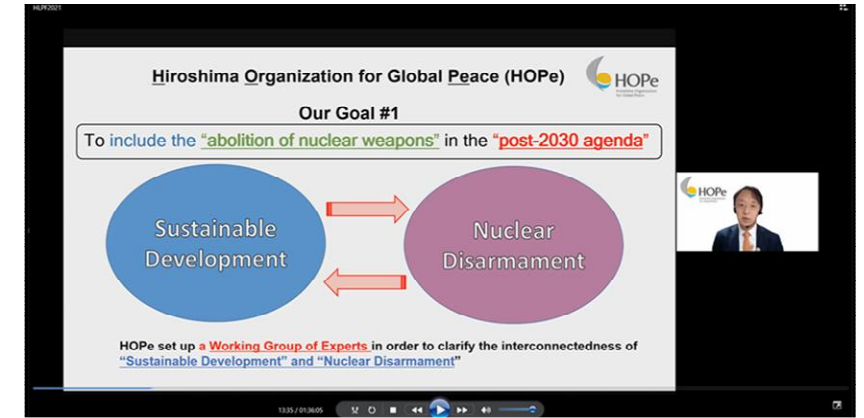 HLPF2021
Hiroshima Organization for Global Peace (HOPe)
HOPe
Our Goal #1
To include the “abolition of nuclear weapons” in the “post-2030 agenda”
HOPe
Sustainable
Development
Nuclear
Disarmament
HOPe set up a Working Group of Experts in order to clarify the interconnectedness of
“Sustainable Development” and “Nuclear Disarmament”
13:35 / 01:36:05